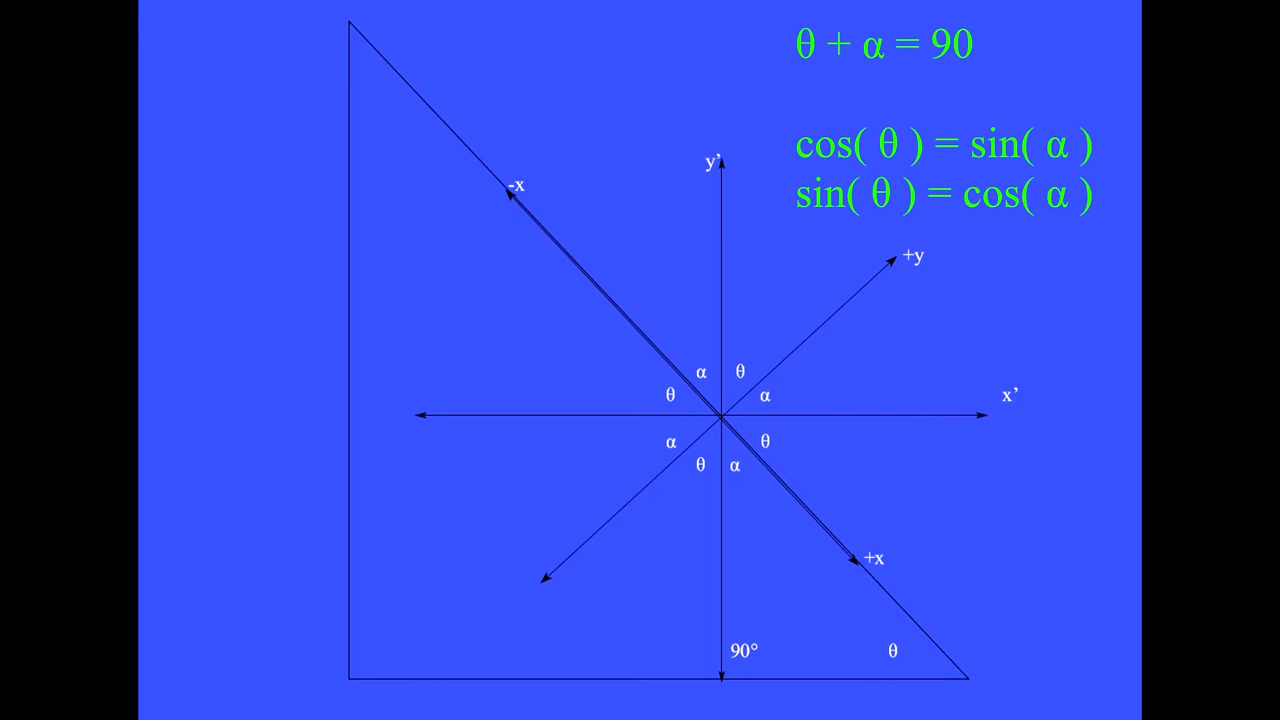 θ + α = 90
cos( θ ) = sin( α )
sin( θ ) = cos( α )
y’
-x
+y
α θ
θ α
x’
α θ
θ α
+x
90° θ